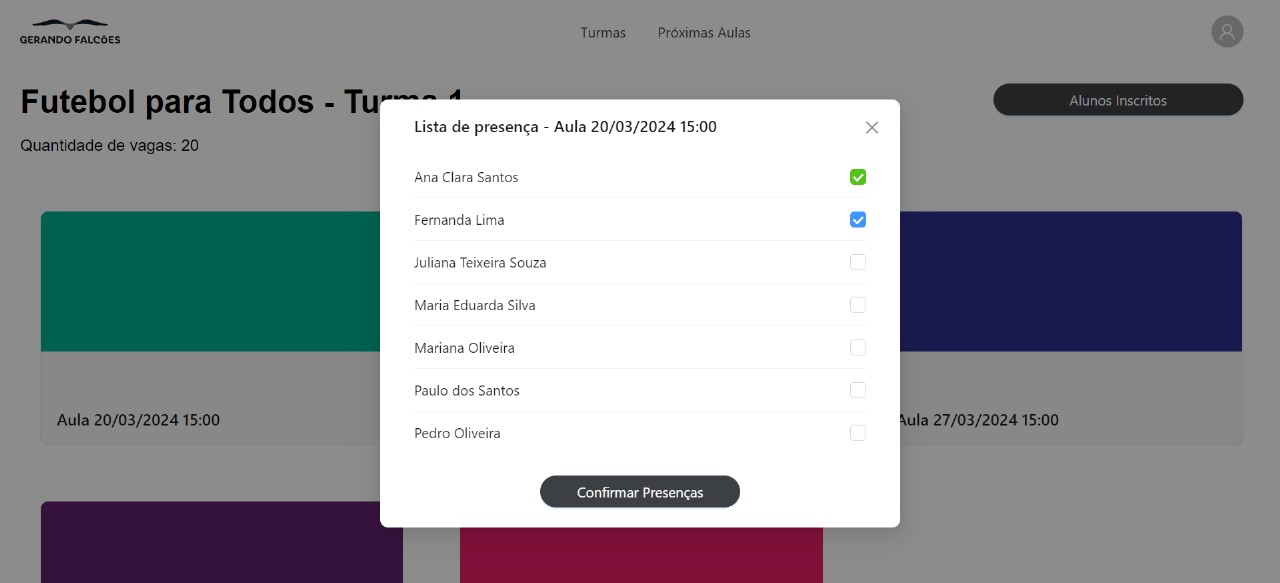 GERANDO FALCÕES
Turmas
Próximas Aulas
Futebol para Todos - Turma 1
Alunos Inscritos
Quantidade de vagas: 20
Lista de presença - Aula 20/03/2024 15:00
Ana Clara Santos
Fernanda Lima
Juliana Teixeira Souza
Maria Eduarda Silva
Mariana Oliveira
Paulo dos Santos
Pedro Oliveira
Confirmar Presenças
Aula 20/03/2024 15:00
Aula 27/03/2024 15:00